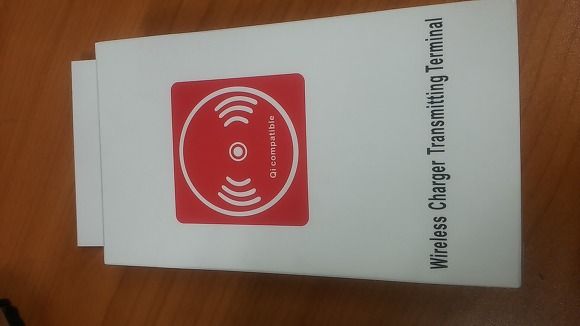 Qi compatible
Wireless Charger Transmitting Terminal